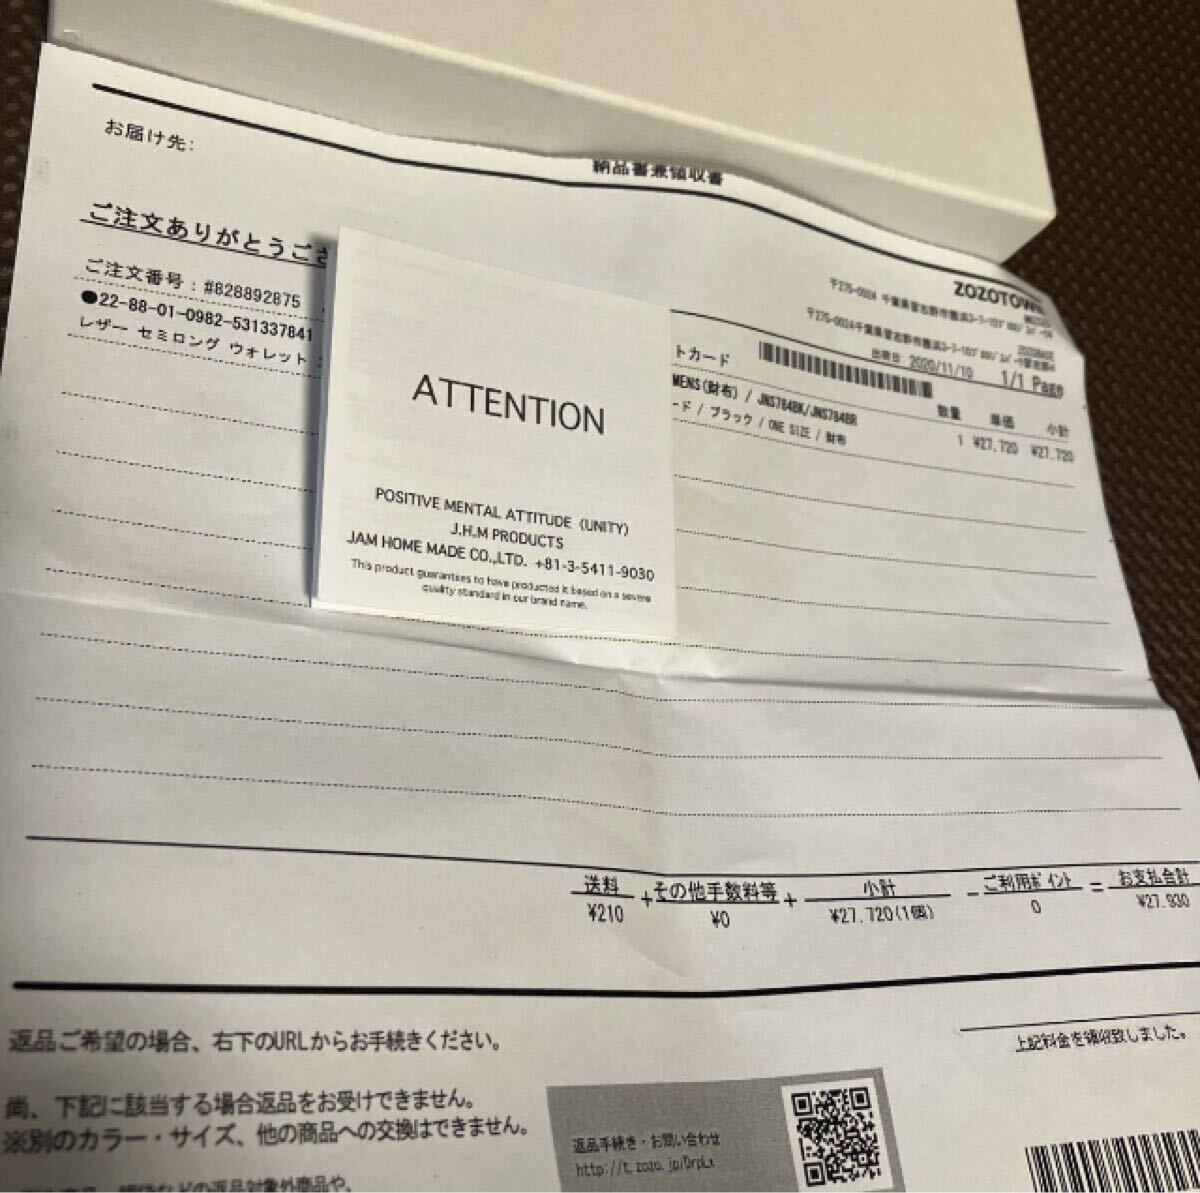 お届け先:
納品書兼領収書
ご注文ありがとうござ
ZOZOTOWN
ご注文番号 : #828892875
出荷日: 2020/11/10
1/1 Page
●22-88-01-0982-531337841
トカード
レザー セミロング ウォレット :
MENS(財布) / JNS784BK/JNS784BR
ード / ブラック / ONE SIZE / 財布
数量 単価 小計
1 ¥27,720 ¥27,720
ATTENTION
POSITIVE MENTAL ATTITUDE (UNITY)
J.H.M PRODUCTS
JAM HOME MADE CO.,LTD. +81-3-5411-9030
This product guarantees to have producted it based on a severe
quality standard in our brand name.
送料 + その他手数料等 + 小計 - ご利用ポイント = お支払合計
¥210 ¥0 ¥27,720(1個) 0 ¥27,930
上記料金を領収致しました。
返品ご希望の場合、右下のURLからお手続きください。
尚、下記に該当する場合返品をお受けできません。
※別のカラー・サイズ、他の商品への交換はできません。
返品手続き・お問い合わせ